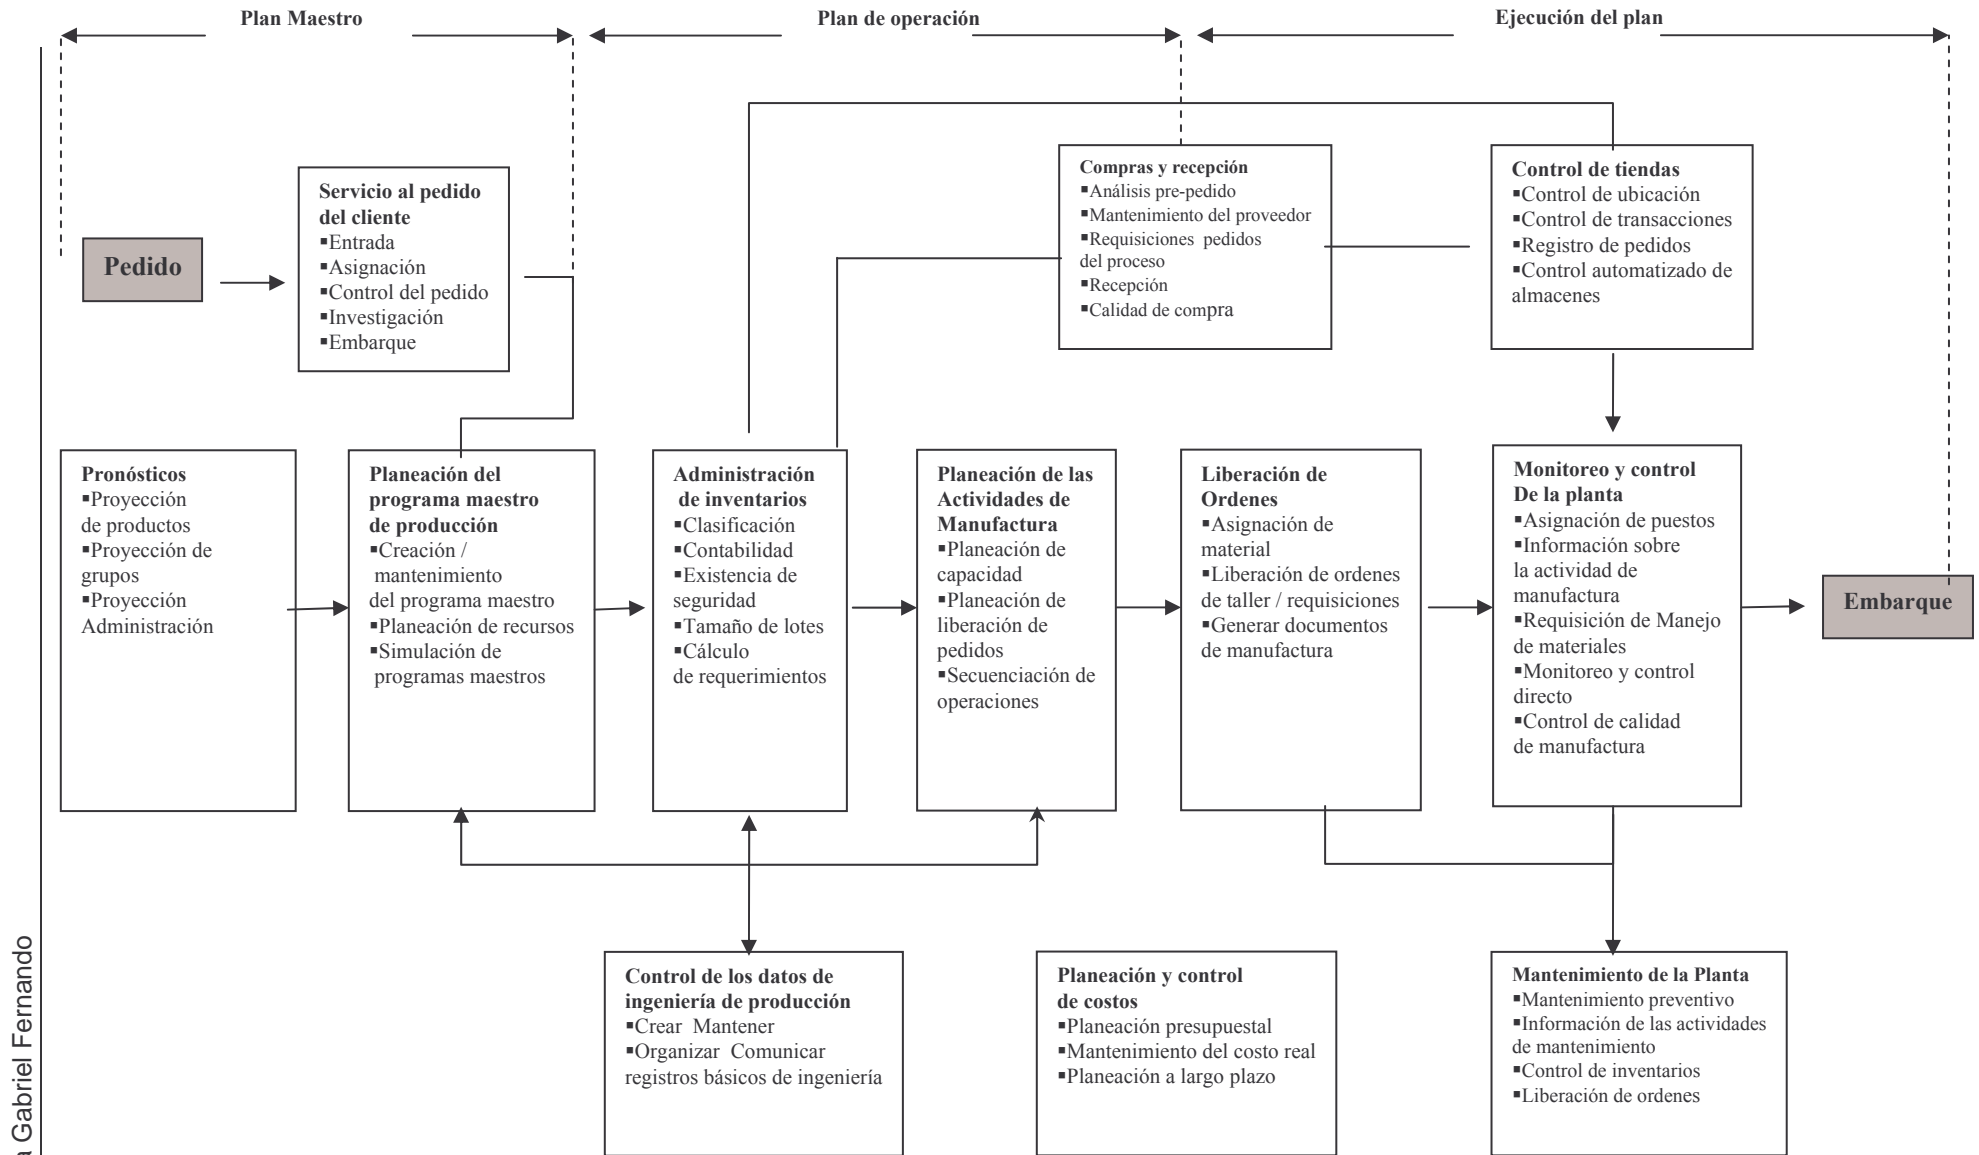 Plan Maestro
Plan de operación
Ejecución del plan
Pedido
Servicio al pedido
del cliente
▪Entrada
▪Asignación
▪Control del pedido
▪Investigación
▪Embarque
Compras y recepción
▪Análisis pre-pedido
▪Mantenimiento del proveedor
▪Requisiciones pedidos
del proceso
▪Recepción
▪Calidad de compra
Control de tiendas
▪Control de ubicación
▪Control de transacciones
▪Registro de pedidos
▪Control automatizado de
almacenes
Pronósticos
▪Proyección
de productos
▪Proyección de
grupos
▪Proyección
Administración
Planeación del
programa maestro
de producción
▪Creación /
mantenimiento
del programa maestro
▪Planeación de recursos
▪Simulación de
programas maestros
Administración
de inventarios
▪Clasificación
▪Contabilidad
▪Existencia de
seguridad
▪Tamaño de lotes
▪Cálculo
de requerimientos
Planeación de las
Actividades de
Manufactura
▪Planeación de
capacidad
▪Planeación de
liberación de
pedidos
▪Secuenciación de
operaciones
Liberación de
Ordenes
▪Asignación de
material
▪Liberación de ordenes
de taller / requisiciones
▪Generar documentos
de manufactura
Monitoreo y control
De la planta
▪Asignación de puestos
▪Información sobre
la actividad de
manufactura
▪Requisición de Manejo
de materiales
▪Monitoreo y control
directo
▪Control de calidad
de manufactura
Embarque
Control de los datos de
ingeniería de producción
▪Crear Mantener
▪Organizar Comunicar
registros básicos de ingeniería
Planeación y control
de costos
▪Planeación presupuestal
▪Mantenimiento del costo real
▪Planeación a largo plazo
Mantenimiento de la Planta
▪Mantenimiento preventivo
▪Información de las actividades
de mantenimiento
▪Control de inventarios
▪Liberación de ordenes
Gabriel Fernando